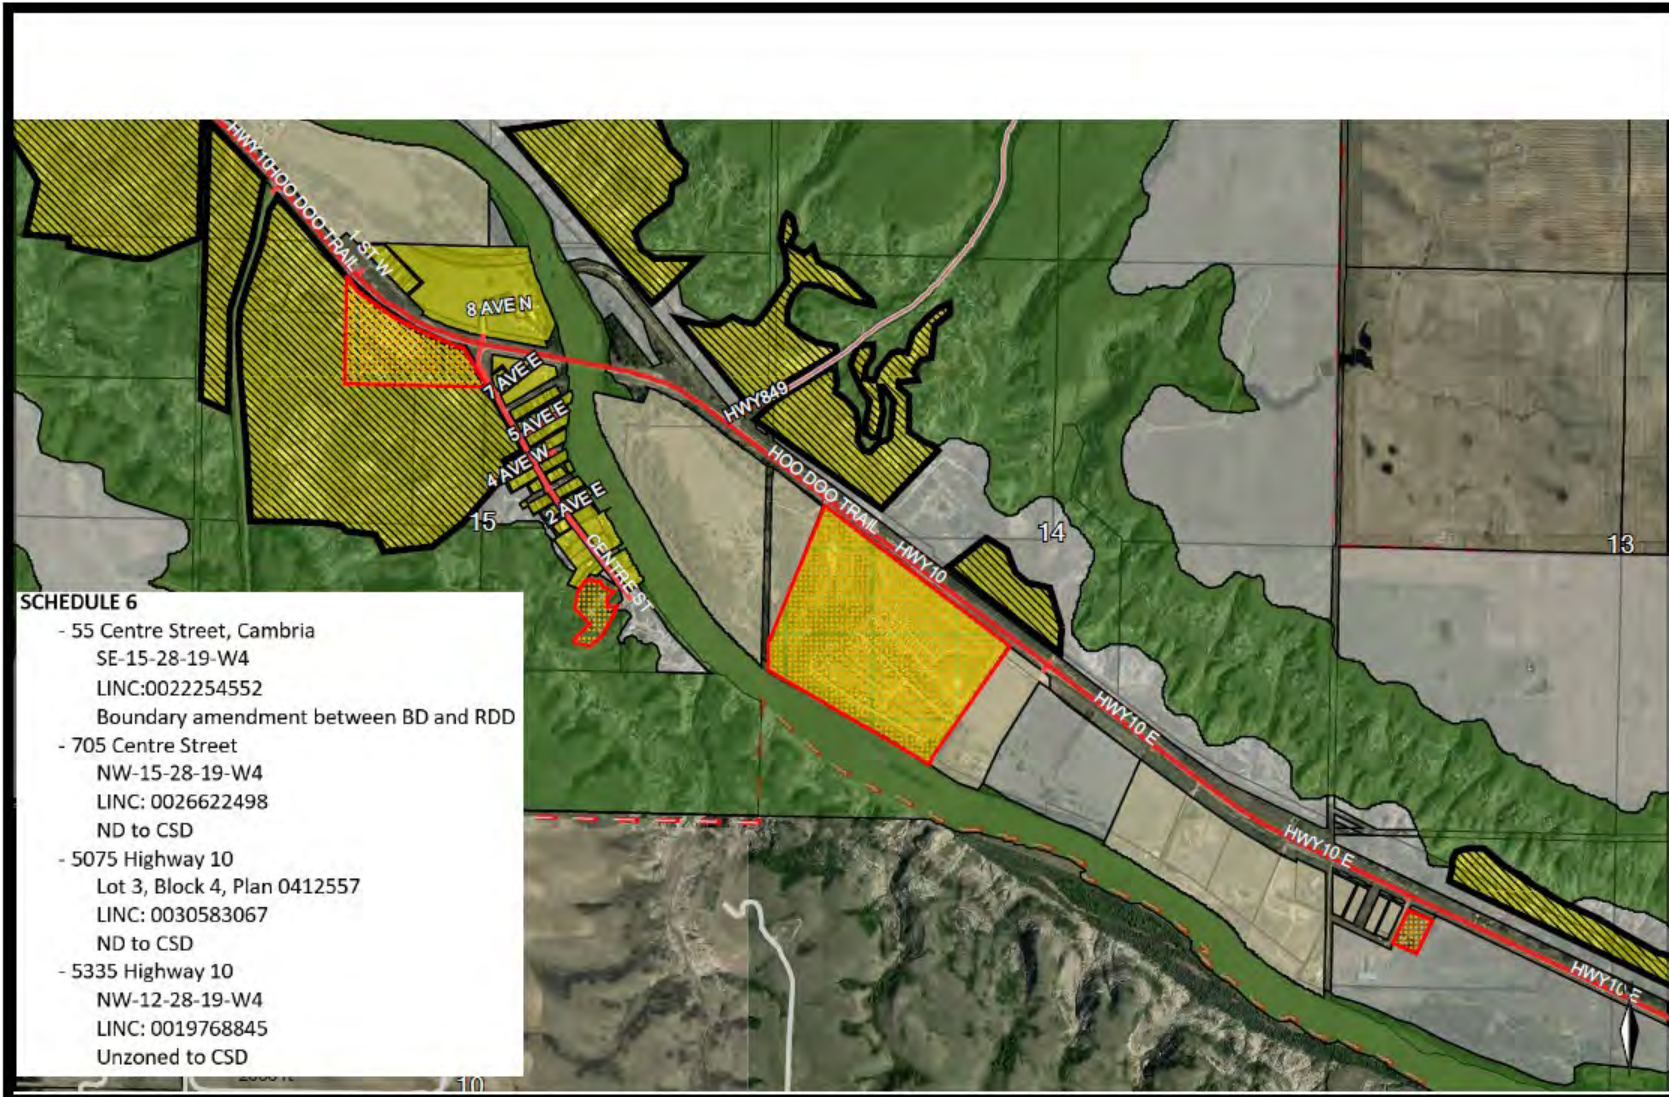 HWY10
HOO DOO TRAIL
1 ST W
8 AVE N
7 AVE E
5 AVE E
4 AVE W
2 AVE E
CENTRE ST
15
HWY849
HOO DOO TRAIL
HWY10
14
13
HWY10 E
HWY10 E
HWY10 E
SCHEDULE 6
- 55 Centre Street, Cambria
SE-15-28-19-W4
LINC:0022254552
Boundary amendment between BD and RDD
- 705 Centre Street
NW-15-28-19-W4
LINC: 0026622498
ND to CSD
- 5075 Highway 10
Lot 3, Block 4, Plan 0412557
LINC: 0030583067
ND to CSD
- 5335 Highway 10
NW-12-28-19-W4
LINC: 0019768845
Unzoned to CSD
10